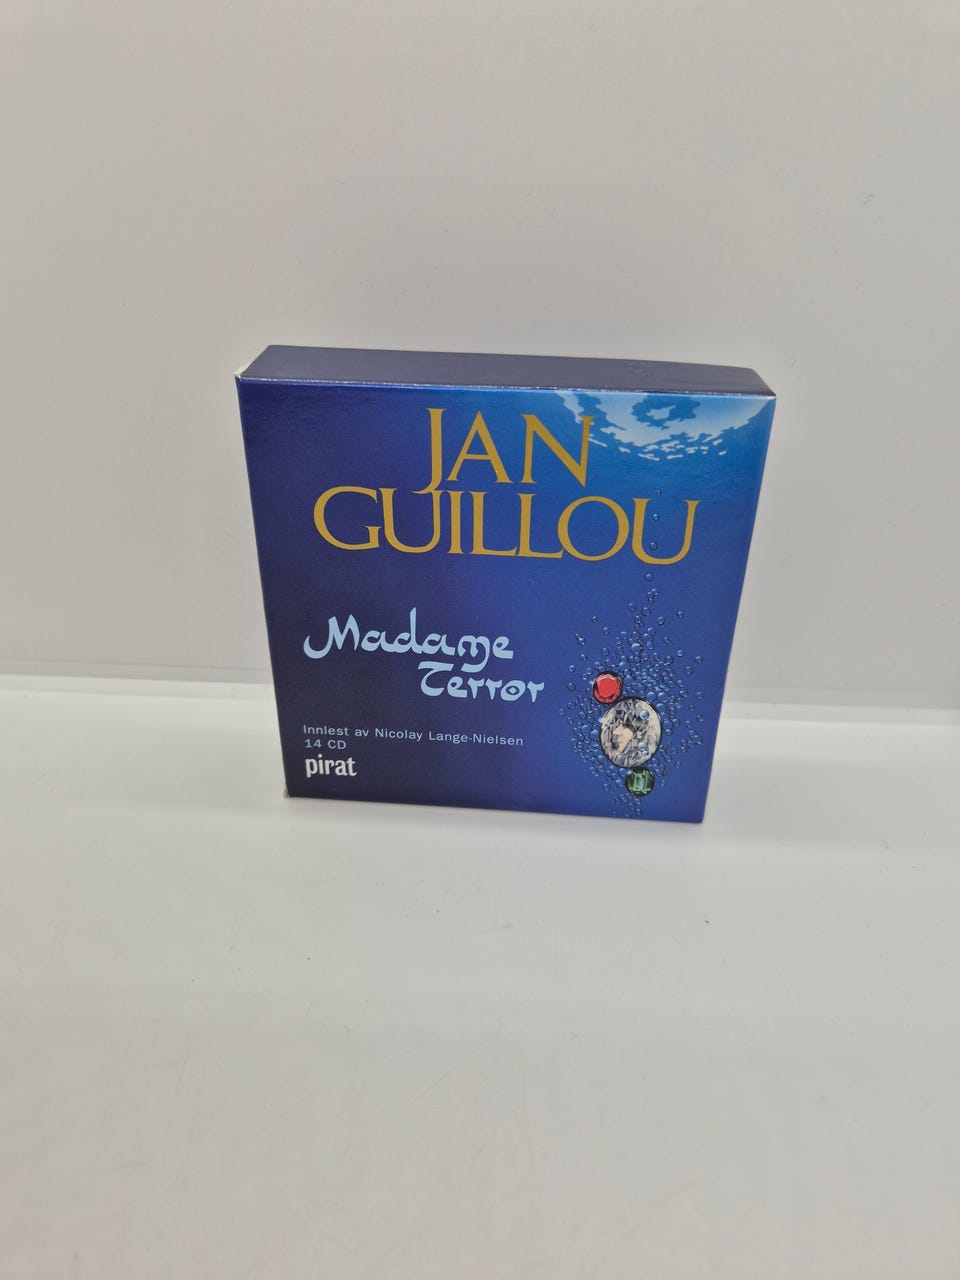 JAN
GUILLOU
Madame
Terror
Innlest av Nicolay Lange-Nielsen
14 CD
pirat